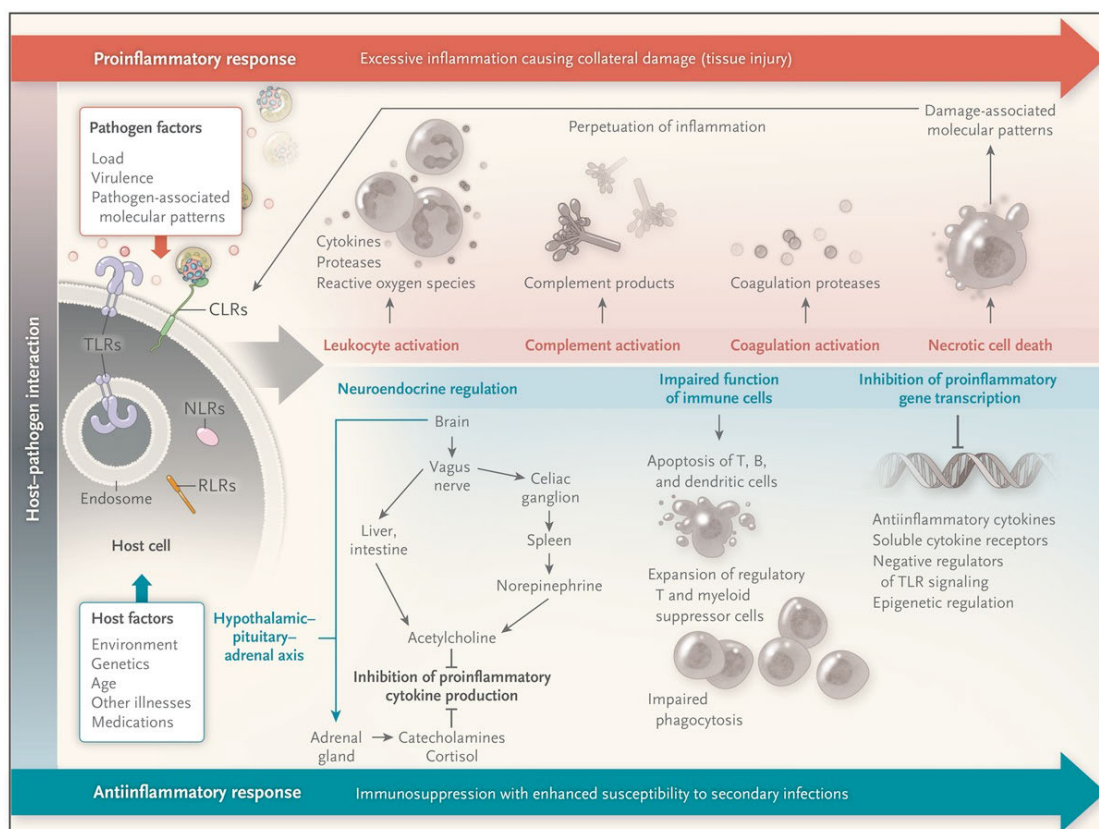 Proinflammatory response
Excessive inflammation causing collateral damage (tissue injury)
Host–pathogen interaction
Pathogen factors
Load
Virulence
Pathogen-associated
molecular patterns
Perpetuation of inflammation
Damage-associated
molecular patterns
Cytokines
Proteases
Reactive oxygen species
Complement products
Coagulation proteases
CLRs
TLRs
NLRs
RLRs
Endosome
Host cell
Leukocyte activation
Complement activation
Coagulation activation
Necrotic cell death
Neuroendocrine regulation
Brain
Vagus
nerve
Celiac
ganglion
Liver,
intestine
Spleen
Norepinephrine
Acetylcholine
Inhibition of proinflammatory
cytokine production
Hypothalamic–
pituitary–
adrenal axis
Adrenal
gland
Catecholamines
Cortisol
Impaired function
of immune cells
Apoptosis of T, B,
and dendritic cells
Expansion of regulatory
T and myeloid
suppressor cells
Impaired
phagocytosis
Inhibition of proinflammatory
gene transcription
Antiinflammatory cytokines
Soluble cytokine receptors
Negative regulators
of TLR signaling
Epigenetic regulation
Host factors
Environment
Genetics
Age
Other illnesses
Medications
Antiinflammatory response
Immunosuppression with enhanced susceptibility to secondary infections